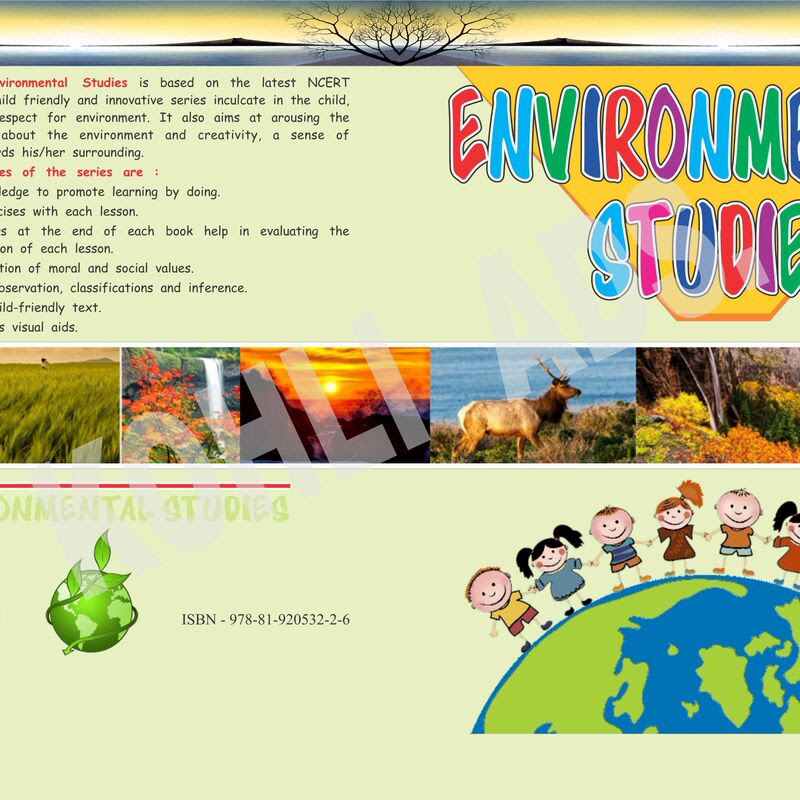 vironmental Studies is based on the latest NCERT
ild friendly and innovative series inculcate in the child,
espect for environment. It also aims at arousing the
about the environment and creativity, a sense of
rds his/her surrounding.
es of the series are :
ledge to promote learning by doing.
cises with each lesson.
s at the end of each book help in evaluating the
on of each lesson.
tion of moral and social values.
bservation, classifications and inference.
ild-friendly text.
s visual aids.
ENVIRONME
STUDIE
KOHLI ADS.
ONMENTAL STUDIES
ISBN - 978-81-920532-2-6